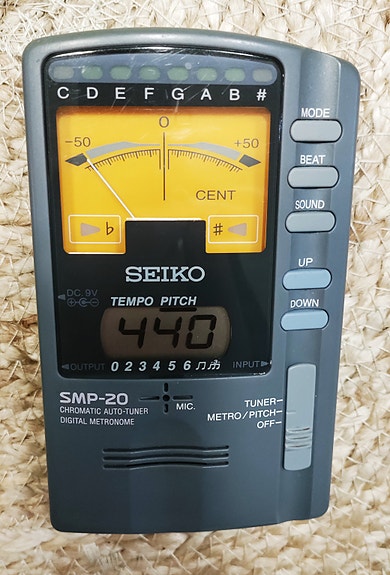 C D E F G A B #
MODE
0
-50 +50
BEAT
CENT
♭ #
SOUND
SEIKO
UP
DC. 9V
TEMPO PITCH
DOWN
440
OUTPUT 0 2 3 4 5 6 ♫ INPUT
SMP-20
CHROMATIC AUTO-TUNER
DIGITAL METRONOME
MIC.
TUNER
METRO/PITCH
OFF